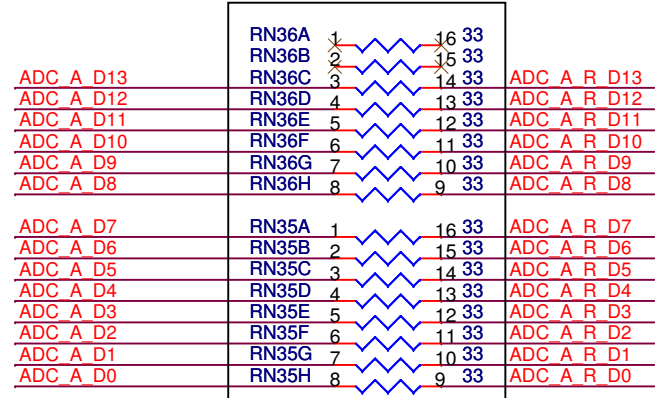 RN36A 1 16 33
RN36B 2 15 33
ADC_A_D13 RN36C 3 14 33 ADC_A_R_D13
ADC_A_D12 RN36D 4 13 33 ADC_A_R_D12
ADC_A_D11 RN36E 5 12 33 ADC_A_R_D11
ADC_A_D10 RN36F 6 11 33 ADC_A_R_D10
ADC_A_D9 RN36G 7 10 33 ADC_A_R_D9
ADC_A_D8 RN36H 8 9 33 ADC_A_R_D8
ADC_A_D7 RN35A 1 16 33 ADC_A_R_D7
ADC_A_D6 RN35B 2 15 33 ADC_A_R_D6
ADC_A_D5 RN35C 3 14 33 ADC_A_R_D5
ADC_A_D4 RN35D 4 13 33 ADC_A_R_D4
ADC_A_D3 RN35E 5 12 33 ADC_A_R_D3
ADC_A_D2 RN35F 6 11 33 ADC_A_R_D2
ADC_A_D1 RN35G 7 10 33 ADC_A_R_D1
ADC_A_D0 RN35H 8 9 33 ADC_A_R_D0